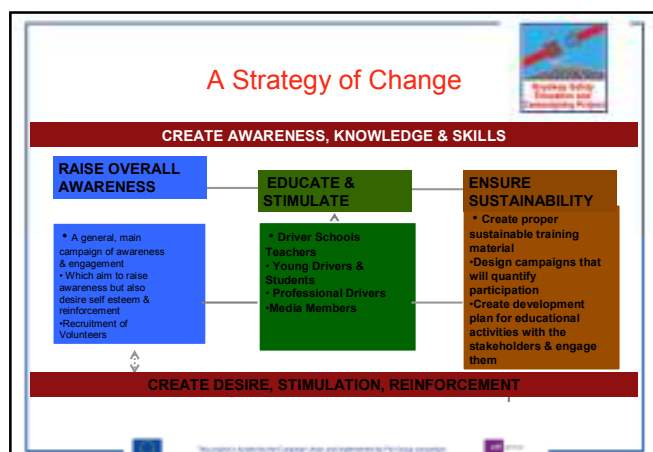 A Strategy of Change
CREATE AWARENESS, KNOWLEDGE & SKILLS
RAISE OVERALL
AWARENESS
• A general, main
campaign of awareness
& engagement
• Which aim to raise
awareness but also
desire self esteem &
reinforcement
•Recruitment of
Volunteers
EDUCATE &
STIMULATE
• Driver Schools
Teachers
• Young Drivers &
Students
• Professional Drivers
•Media Members
ENSURE
SUSTAINABILITY
• Create proper
sustainable training
material
•Design campaigns that
will quantify
participation
•Create development
plan for educational
activities with the
stakeholders & engage
them
CREATE DESIRE, STIMULATION, REINFORCEMENT